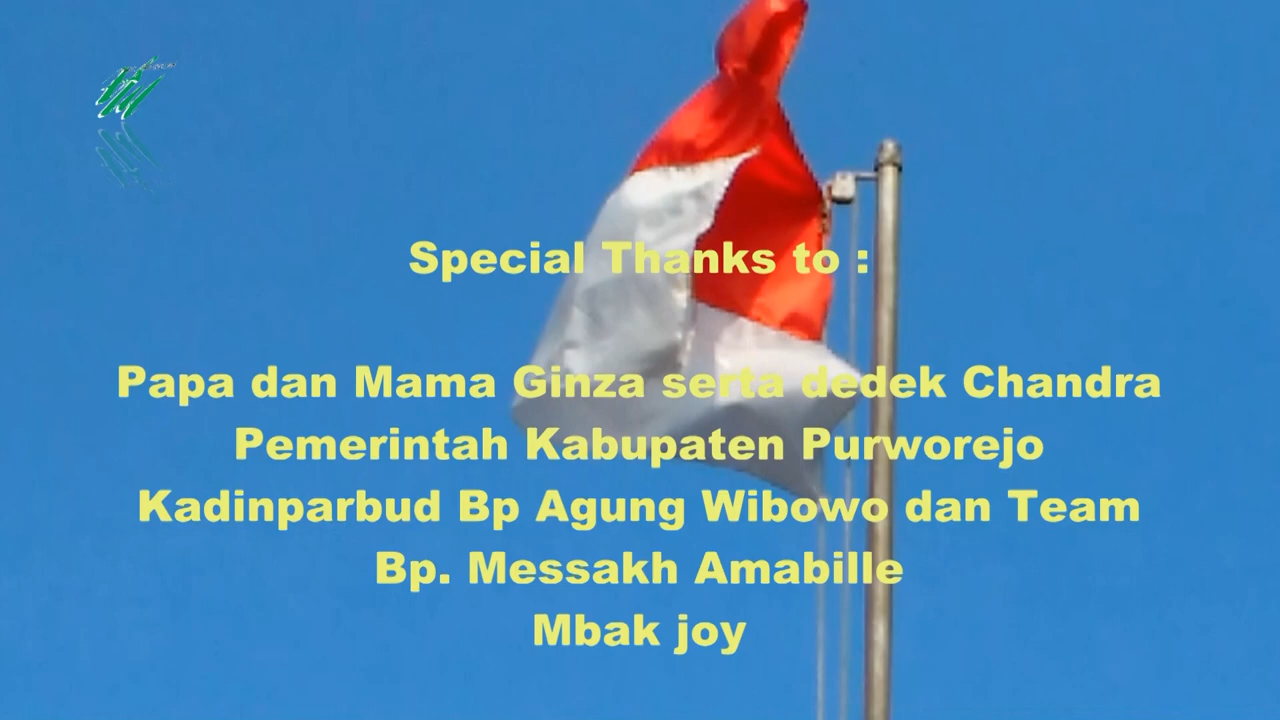 Special Thanks to :
Papa dan Mama Ginza serta dedek Chandra
Pemerintah Kabupaten Purworejo
Kadinparbud Bp Agung Wibowo dan Team
Bp. Messakh Amabille
Mbak joy